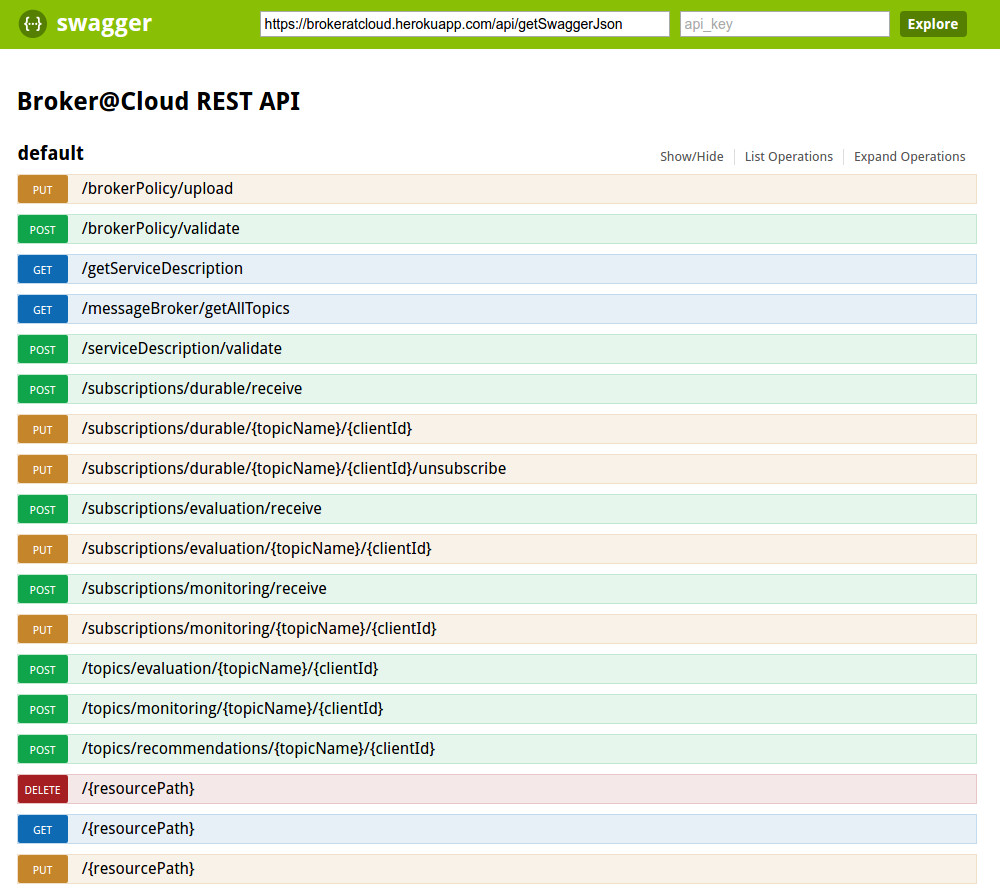 {··} swagger https://brokeratcloud.herokuapp.com/api/getSwaggerJson api_key Explore
Broker@Cloud REST API
default Show/Hide List Operations Expand Operations
PUT /brokerPolicy/upload
POST /brokerPolicy/validate
GET /getServiceDescription
GET /messageBroker/getAllTopics
POST /serviceDescription/validate
POST /subscriptions/durable/receive
PUT /subscriptions/durable/{topicName}/{clientId}
PUT /subscriptions/durable/{topicName}/{clientId}/unsubscribe
POST /subscriptions/evaluation/receive
PUT /subscriptions/evaluation/{topicName}/{clientId}
POST /subscriptions/monitoring/receive
PUT /subscriptions/monitoring/{topicName}/{clientId}
POST /topics/evaluation/{topicName}/{clientId}
POST /topics/monitoring/{topicName}/{clientId}
POST /topics/recommendations/{topicName}/{clientId}
DELETE /{resourcePath}
GET /{resourcePath}
PUT /{resourcePath}